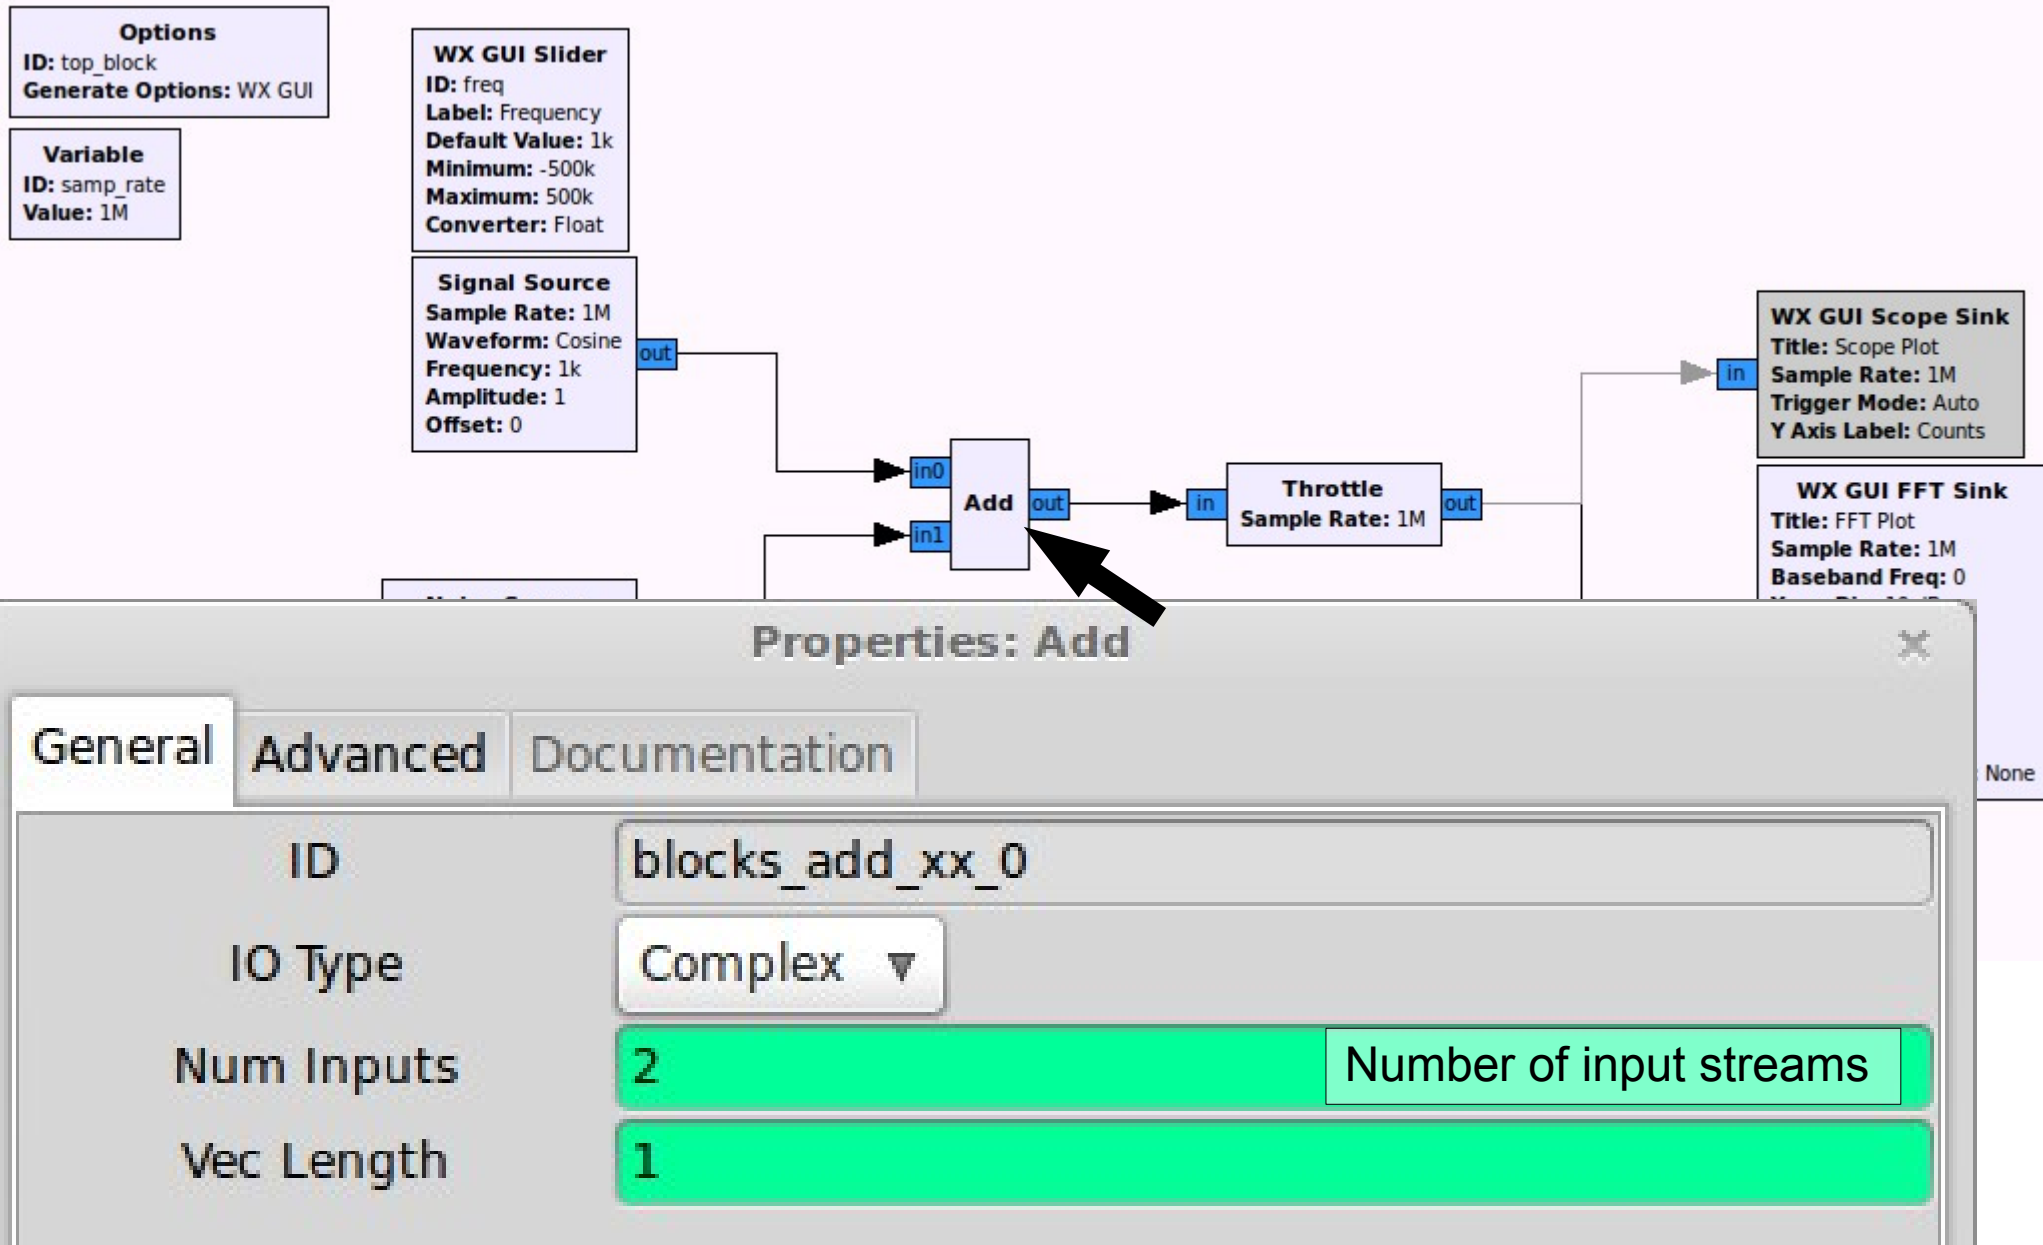 Options
ID: top_block
Generate Options: WX GUI
Variable
ID: samp_rate
Value: 1M
WX GUI Slider
ID: freq
Label: Frequency
Default Value: 1k
Minimum: -500k
Maximum: 500k
Converter: Float
Signal Source
Sample Rate: 1M
Waveform: Cosine
Frequency: 1k
Amplitude: 1
Offset: 0
out
in0
in1
Add
out
in
Throttle
Sample Rate: 1M
out
in
WX GUI Scope Sink
Title: Scope Plot
Sample Rate: 1M
Trigger Mode: Auto
Y Axis Label: Counts
WX GUI FFT Sink
Title: FFT Plot
Sample Rate: 1M
Baseband Freq: 0
: None
Properties: Add
General
Advanced
Documentation
ID
blocks_add_xx_0
IO Type
Complex
Num Inputs
2
Number of input streams
Vec Length
1